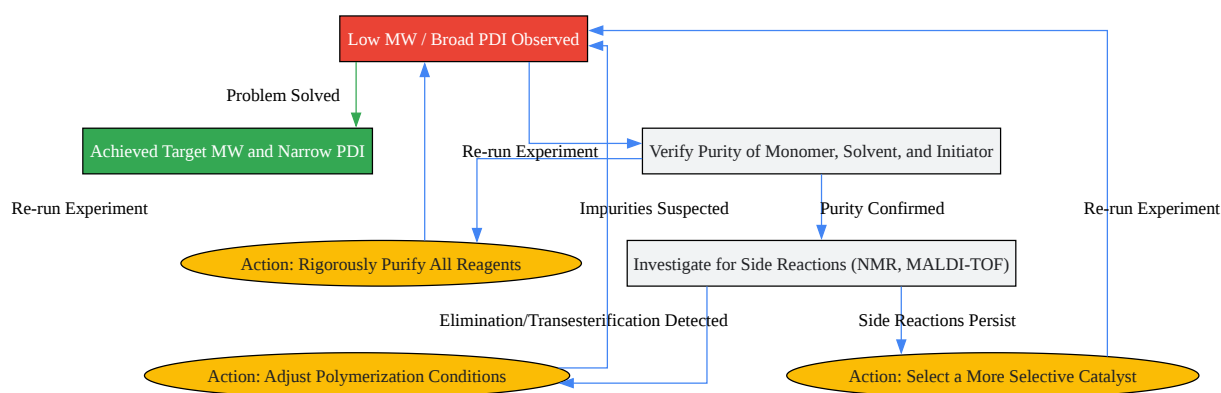 Low MW / Broad PDI Observed
Problem Solved
Achieved Target MW and Narrow PDI
Re-run Experiment
Verify Purity of Monomer, Solvent, and Initiator
Re-run Experiment
Impurities Suspected
Purity Confirmed
Re-run Experiment
Action: Rigorously Purify All Reagents
Investigate for Side Reactions (NMR, MALDI-TOF)
Elimination/Transesterification Detected
Side Reactions Persist
Action: Adjust Polymerization Conditions
Action: Select a More Selective Catalyst